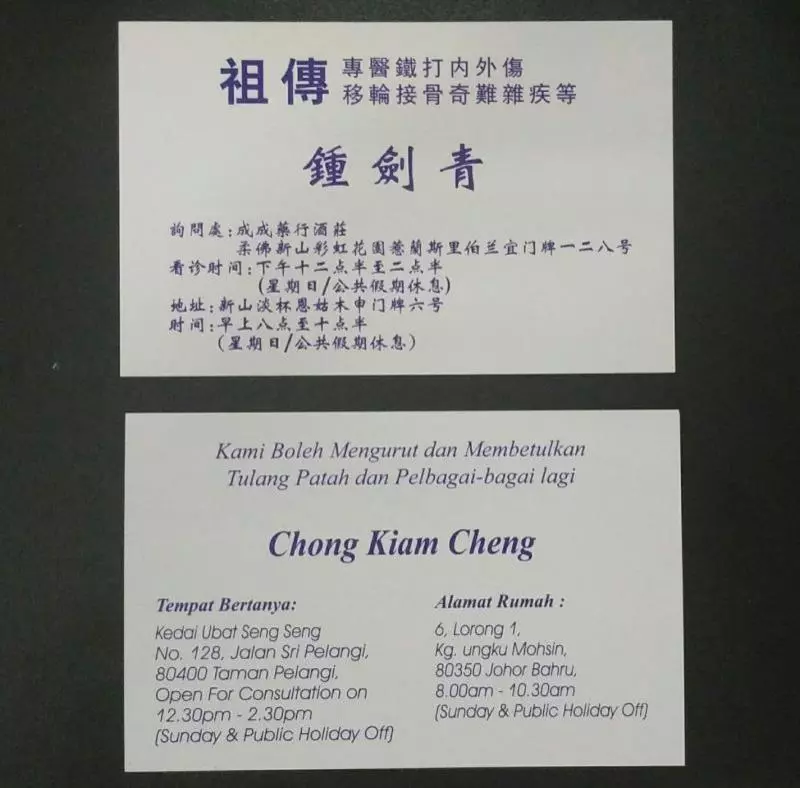 祖傳
專醫鐵打內外傷
移輪接骨奇難雜疾等
鍾劍青
詢問處:成成藥行酒莊
柔佛新山彩虹花園惹蘭斯里伯兰宜门牌一二八号
看诊时间:下午十二点半至二点半
(星期日/公共假期休息)
地址:新山淡杯恩姑木申门牌六号
时间:早上八点至十点半
(星期日/公共假期休息)
Kami Boleh Mengurut dan Membetulkan
Tulang Patah dan Pelbagai-bagai lagi
Chong Kiam Cheng
Tempat Bertanya:
Kedai Ubat Seng Seng
No. 128, Jalan Sri Pelangi,
80400 Taman Pelangi,
Open For Consultation on
12.30pm - 2.30pm
(Sunday & Public Holiday Off)
Alamat Rumah :
6, Lorong 1,
Kg. ungku Mohsin,
80350 Johor Bahru,
8.00am - 10.30am
(Sunday & Public Holiday Off)